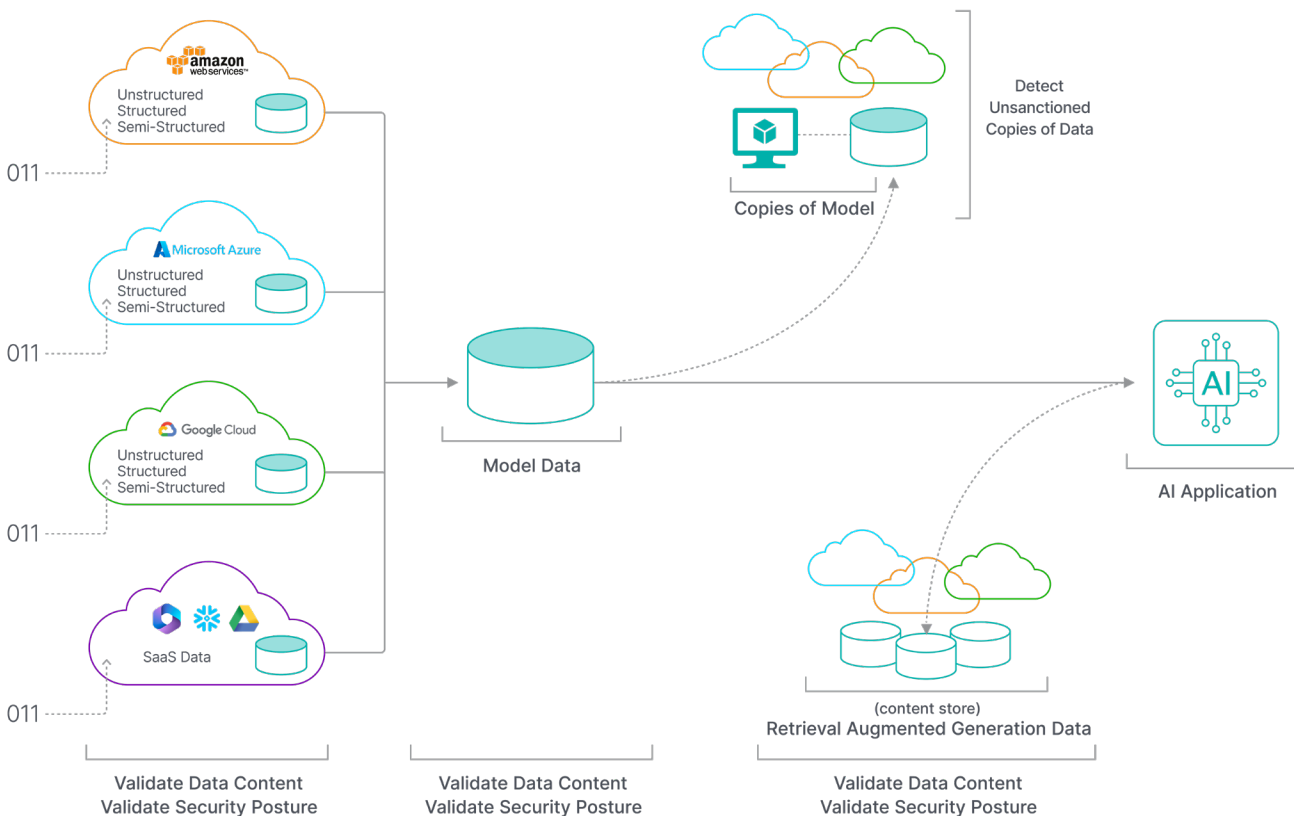 amazon
webservices™
Unstructured
Structured
Semi-Structured
011
Microsoft Azure
Unstructured
Structured
Semi-Structured
011
Google Cloud
Unstructured
Structured
Semi-Structured
011
SaaS Data
011
Validate Data Content
Validate Security Posture
Model Data
Validate Data Content
Validate Security Posture
Copies of Model
Detect
Unsanctioned
Copies of Data
AI
AI Application
(content store)
Retrieval Augmented Generation Data
Validate Data Content
Validate Security Posture